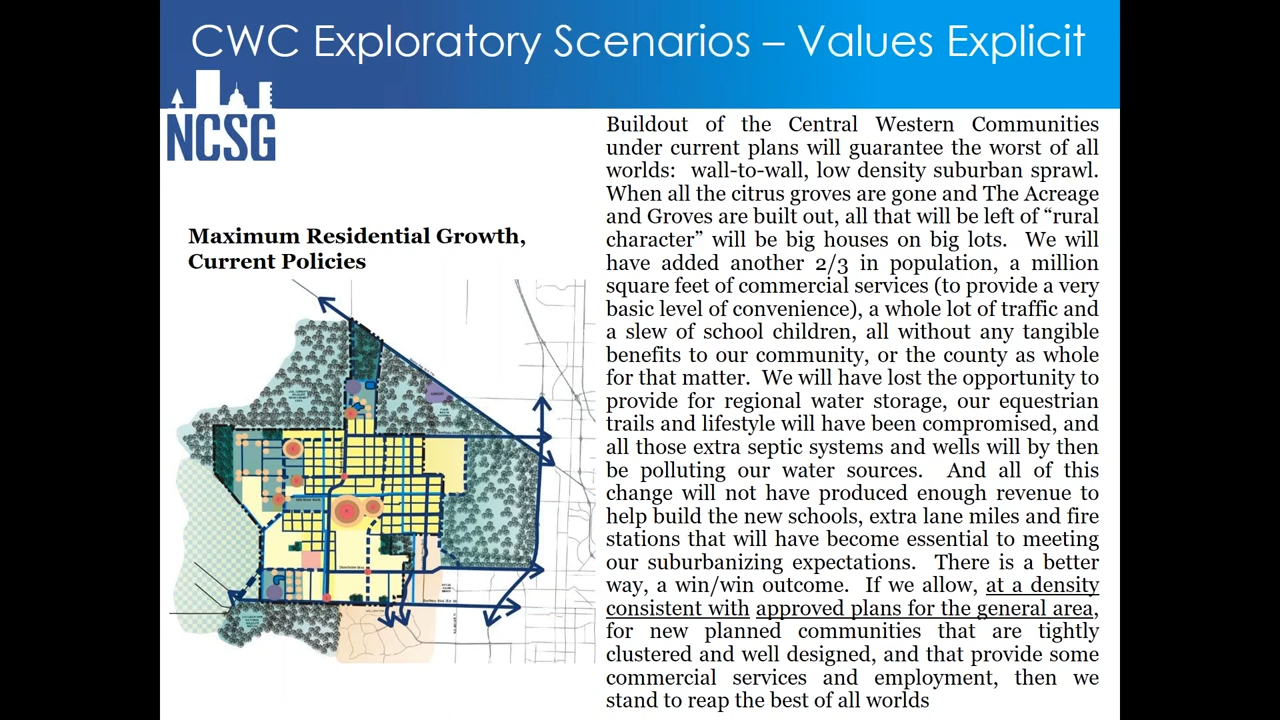 CWC Exploratory Scenarios – Values Explicit
NCSG
Maximum Residential Growth,
Current Policies
Buildout of the Central Western Communities
under current plans will guarantee the worst of all
worlds: wall-to-wall, low density suburban sprawl.
When all the citrus groves are gone and The Acreage
and Groves are built out, all that will be left of “rural
character” will be big houses on big lots. We will
have added another 2/3 in population, a million
square feet of commercial services (to provide a very
basic level of convenience), a whole lot of traffic and
a slew of school children, all without any tangible
benefits to our community, or the county as whole
for that matter. We will have lost the opportunity to
provide for regional water storage, our equestrian
trails and lifestyle will have been compromised, and
all those extra septic systems and wells will by then
be polluting our water sources. And all of this
change will not have produced enough revenue to
help build the new schools, extra lane miles and fire
stations that will have become essential to meeting
our suburbanizing expectations. There is a better
way, a win/win outcome. If we allow, at a density
consistent with approved plans for the general area,
for new planned communities that are tightly
clustered and well designed, and that provide some
commercial services and employment, then we
stand to reap the best of all worlds